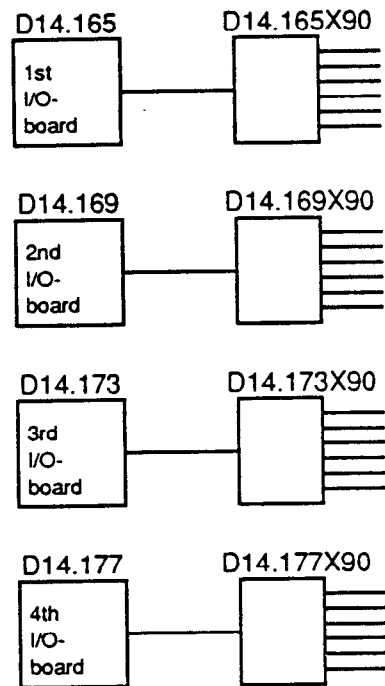 D14.165 D14.165X90
1st
I/O-
board
D14.169 D14.169X90
2nd
I/O-
board
D14.173 D14.173X90
3rd
I/O-
board
D14.177 D14.177X90
4th
I/O-
board